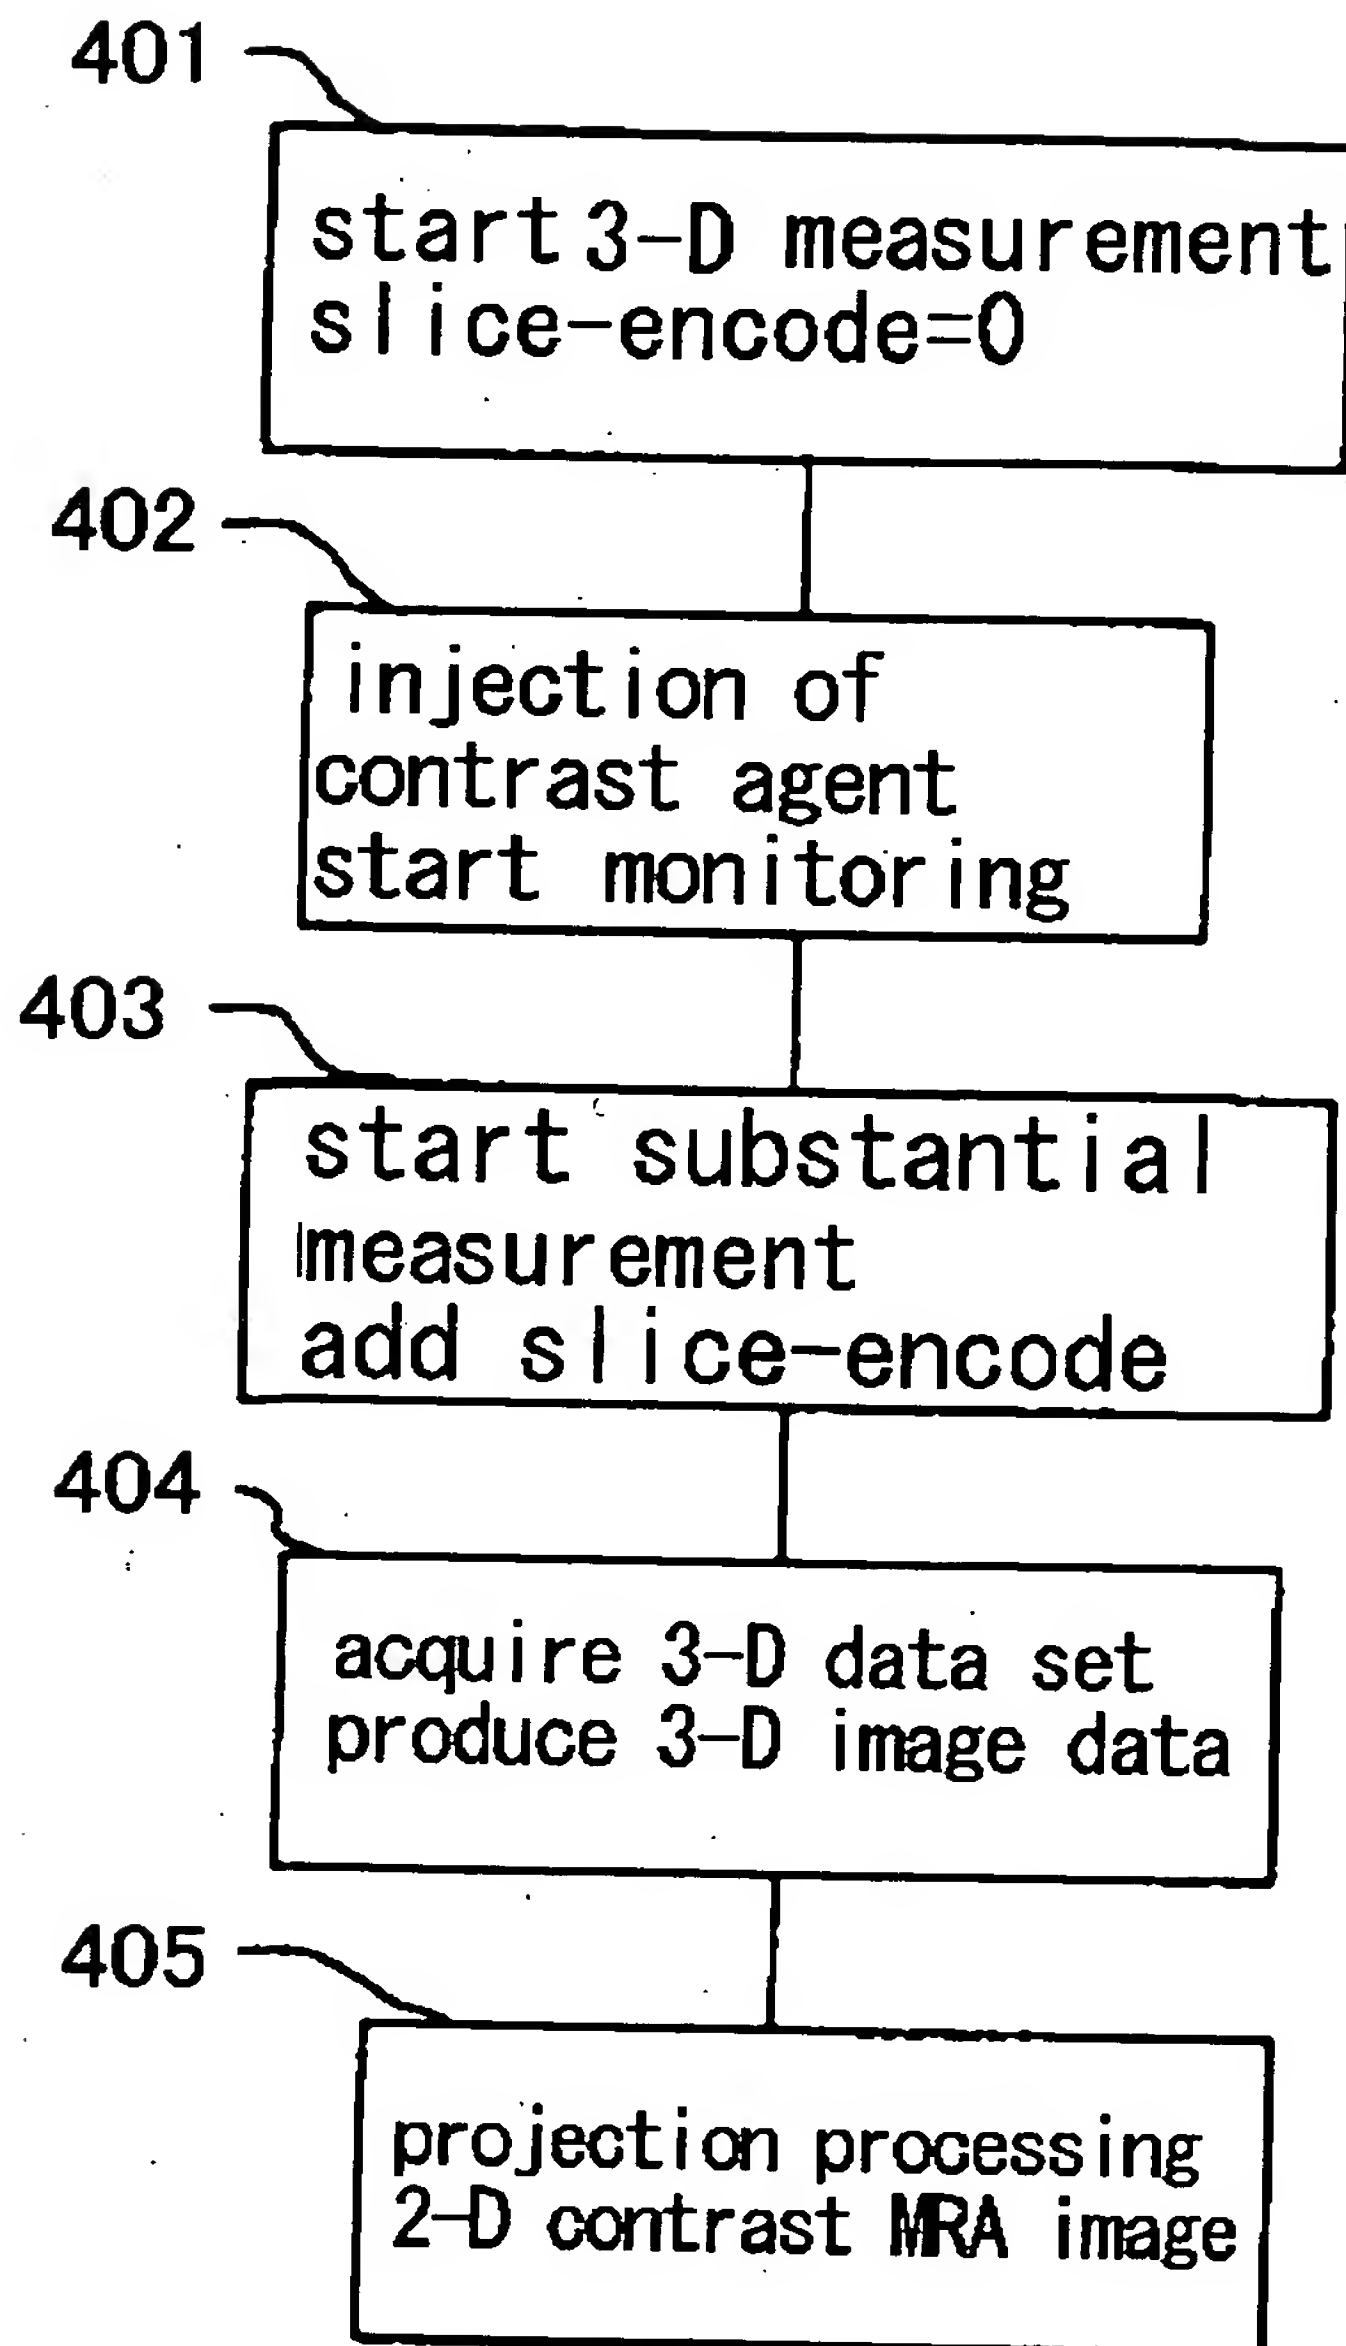 401
start 3-D measurement
slice-encode=0
402
injection of
contrast agent
start monitoring
403
start substantial
measurement
add slice-encode
404
acquire 3-D data set
produce 3-D image data
405
projection processing
2-D contrast MRA image